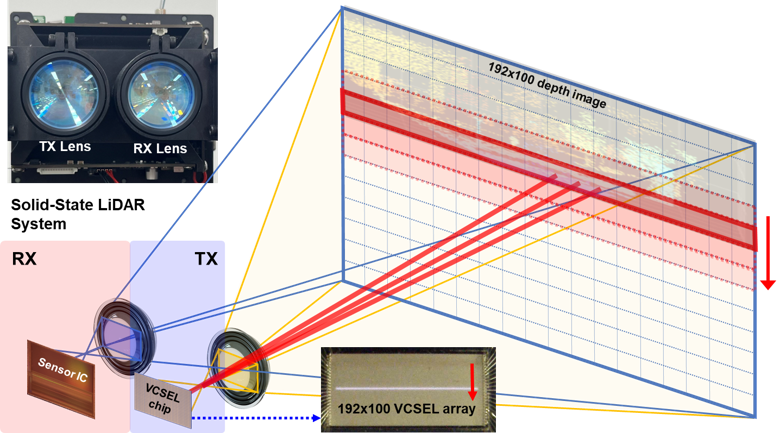 TX Lens
RX Lens
Solid-State LiDAR
System
RX
TX
Sensor IC
VCSEL
chip
192x100 depth image
192x100 VCSEL array